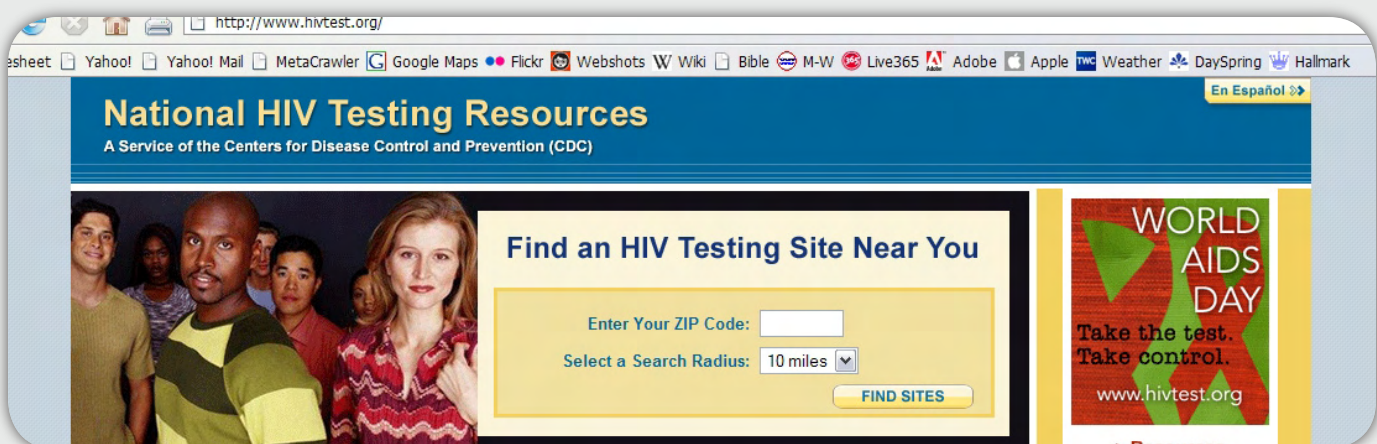 http://www.hivtest.org/
esheet Yahoo! Yahoo! Mail MetaCrawler Google Maps Flickr Webshots W Wiki Bible M-W 365 Live365 Adobe Apple TWC Weather DaySpring Hallmark
En Español
National HIV Testing Resources
A Service of the Centers for Disease Control and Prevention (CDC)
Find an HIV Testing Site Near You
Enter Your ZIP Code:
Select a Search Radius: 10 miles
FIND SITES
WORLD
AIDS
DAY
Take the test.
Take control.
www.hivtest.org